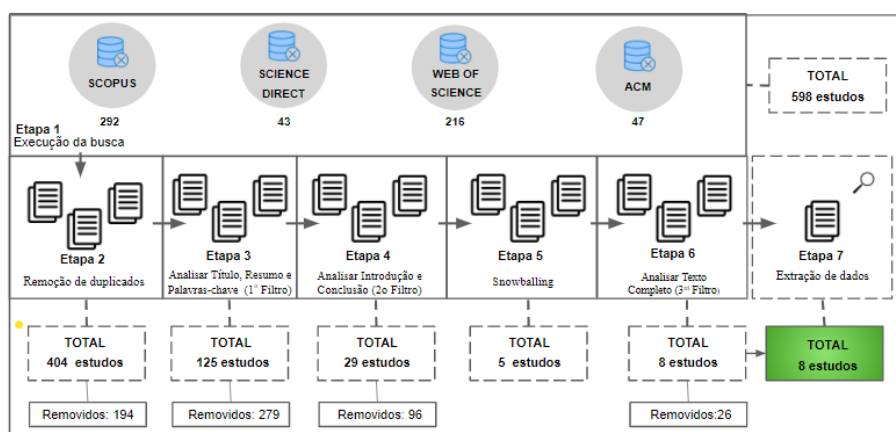 SCOPUS
SCIENCE
DIRECT
WEB OF
SCIENCE
ACM
292
43
216
47
TOTAL
598 estudos
Etapa 1
Execução da busca
Etapa 2
Remoção de duplicados
Etapa 3
Analisar Título, Resumo e
Palavras-chave (1° Filtro)
Etapa 4
Analisar Introdução e
Conclusão (2o Filtro)
Etapa 5
Snowballing
Etapa 6
Analisar Texto
Completo (3rd Filtro)
Etapa 7
Extração de dados
TOTAL
404 estudos
TOTAL
125 estudos
TOTAL
29 estudos
TOTAL
5 estudos
TOTAL
8 estudos
TOTAL
8 estudos
Removidos: 194
Removidos: 279
Removidos: 96
Removidos:26